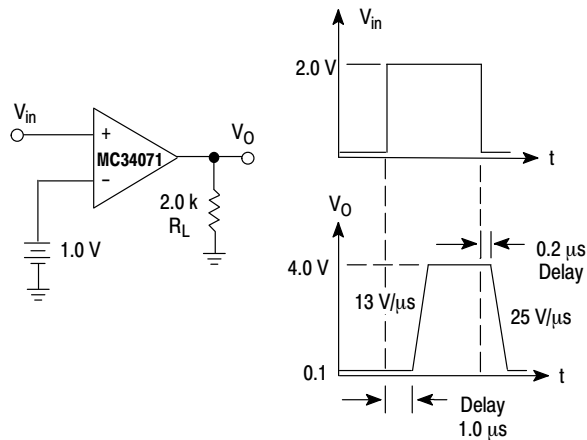 V_in
2.0 V
t
V_in
+
MC34071
−
V_O
2.0 k
R_L
1.0 V
V_O
4.0 V
0.2 μs
Delay
13 V/μs
25 V/μs
0.1
t
Delay
1.0 μs